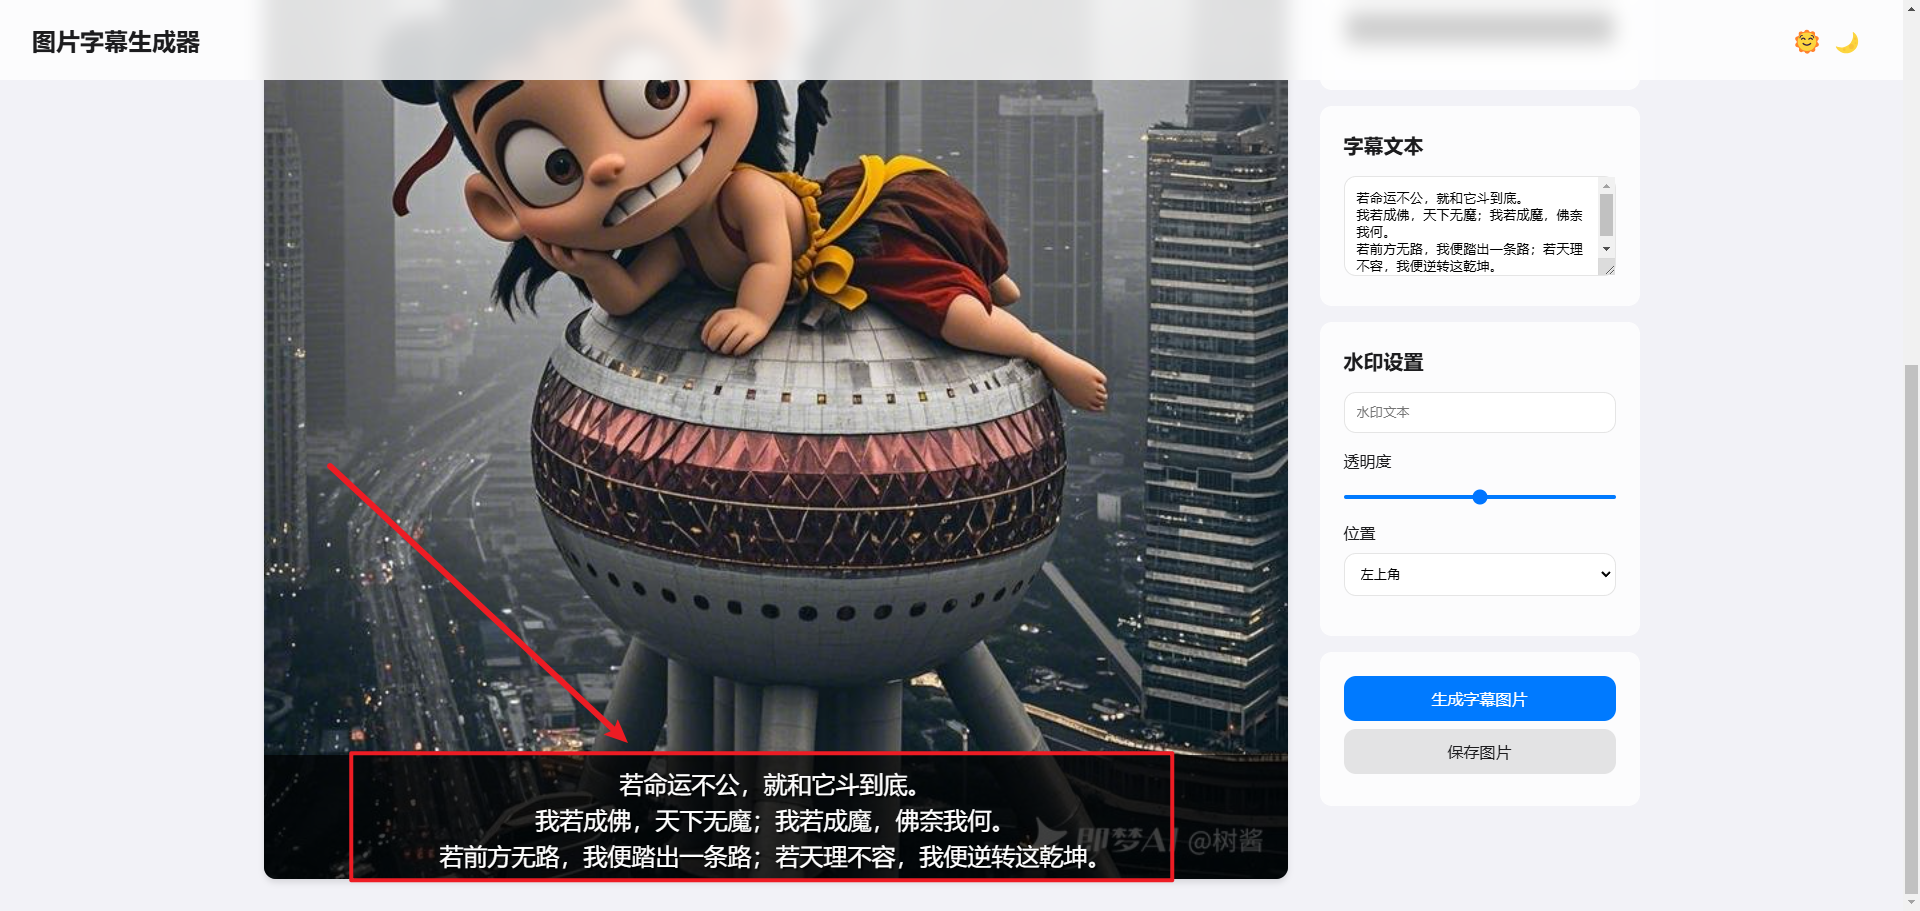 图片字幕生成器
字幕文本
若命运不公，就和它斗到底。
我若成佛，天下无魔；我若成魔，佛奈
我何。
若前方无路，我便踏出一条路；若天理
不容，我便逆转这乾坤。
水印设置
水印文本
透明度
位置
左上角
生成字幕图片
保存图片
若命运不公，就和它斗到底。
我若成佛，天下无魔；我若成魔，佛奈我何。
若前方无路，我便踏出一条路；若天理不容，我便逆转这乾坤。
即梦AI @树酱